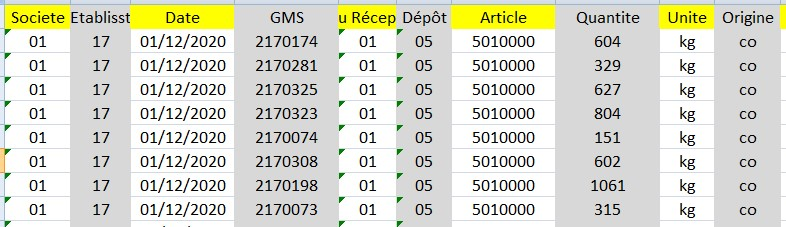 Societe Etablisst Date GMS u Récep Dépôt Article Quantite Unite Origine
01 17 01/12/2020 2170174 01 05 5010000 604 kg co
01 17 01/12/2020 2170281 01 05 5010000 329 kg co
01 17 01/12/2020 2170325 01 05 5010000 627 kg co
01 17 01/12/2020 2170323 01 05 5010000 804 kg co
01 17 01/12/2020 2170074 01 05 5010000 151 kg co
01 17 01/12/2020 2170308 01 05 5010000 602 kg co
01 17 01/12/2020 2170198 01 05 5010000 1061 kg co
01 17 01/12/2020 2170073 01 05 5010000 315 kg co